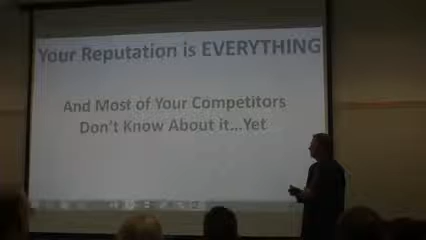 Your Reputation is EVERYTHING
And Most of Your Competitors
Don't Know About it...Yet